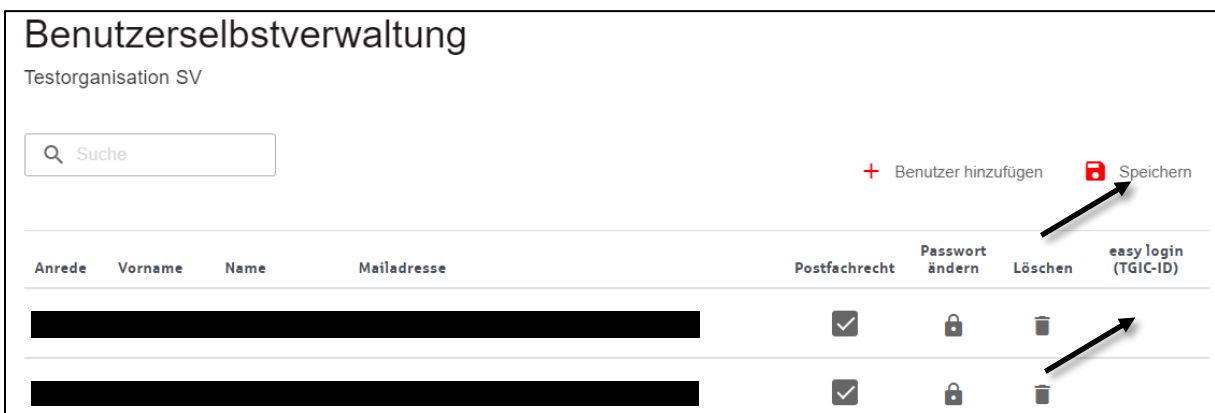 Benutzerselbstverwaltung
Testorganisation SV
Suche
Benutzer hinzufügen
Speichern
Anrede Vorname Name Mailadresse Postfachrecht Passwort ändern Löschen easy login (TGIC-ID)